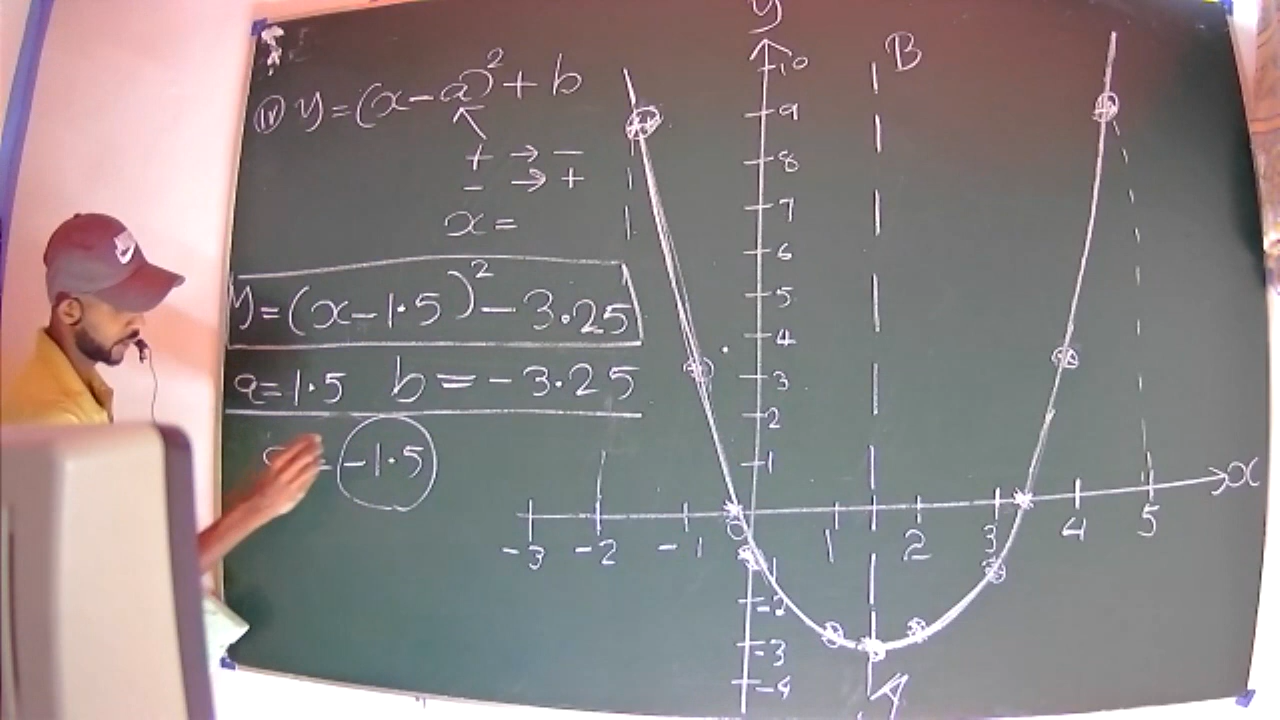 (iv) y=(x-a)²+b
+ → -
- → +
x =
y=(x-1.5)²-3.25
a=1.5 b=-3.25
= -1.5
y
B
10
9
8
7
6
5
4
3
2
1
x
-3 -2 -1 0 1 2 3 4 5
-1
-2
-3
-4
A